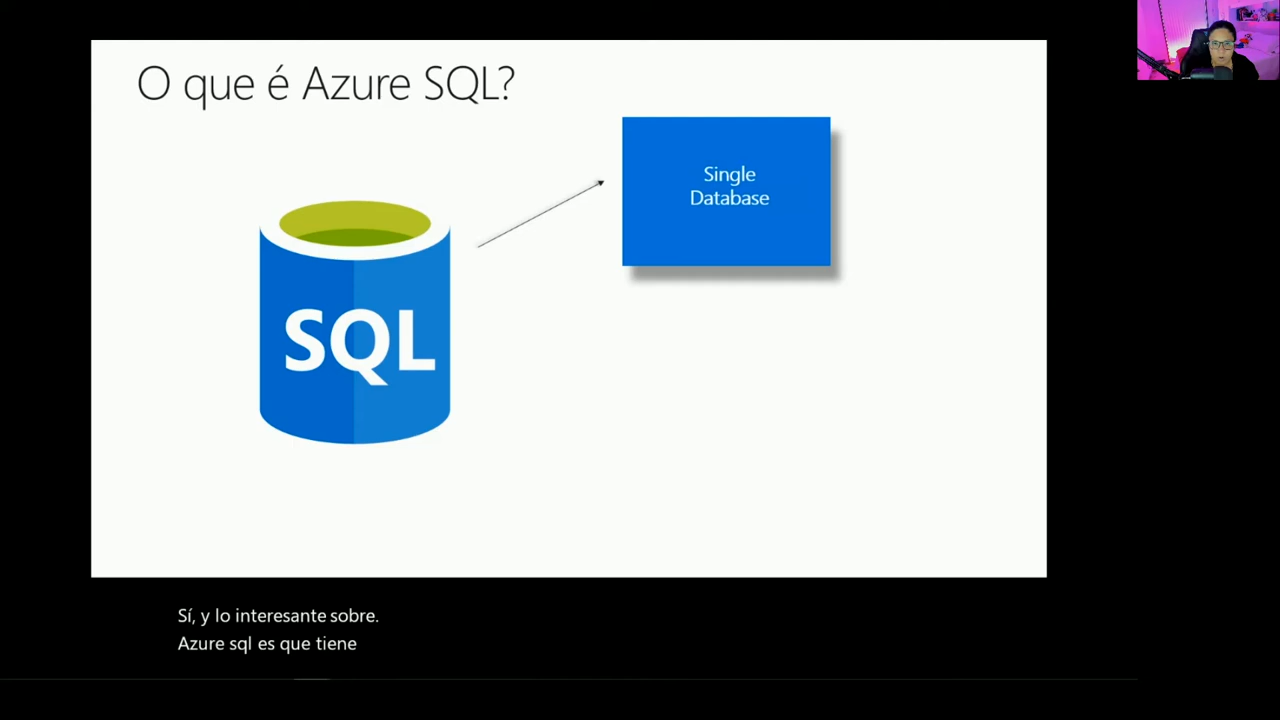 O que é Azure SQL?
Single
Database
SQL
Sí, y lo interesante sobre.
Azure sql es que tiene